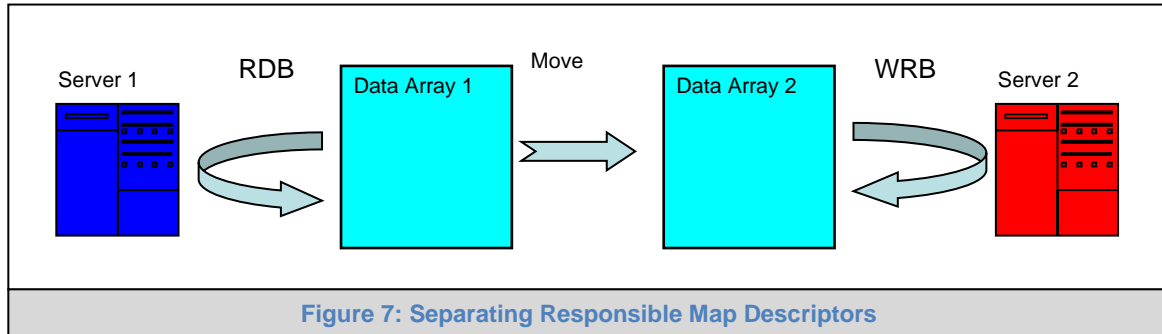 Server 1
RDB
Data Array 1
Move
Data Array 2
WRB
Server 2
Figure 7: Separating Responsible Map Descriptors